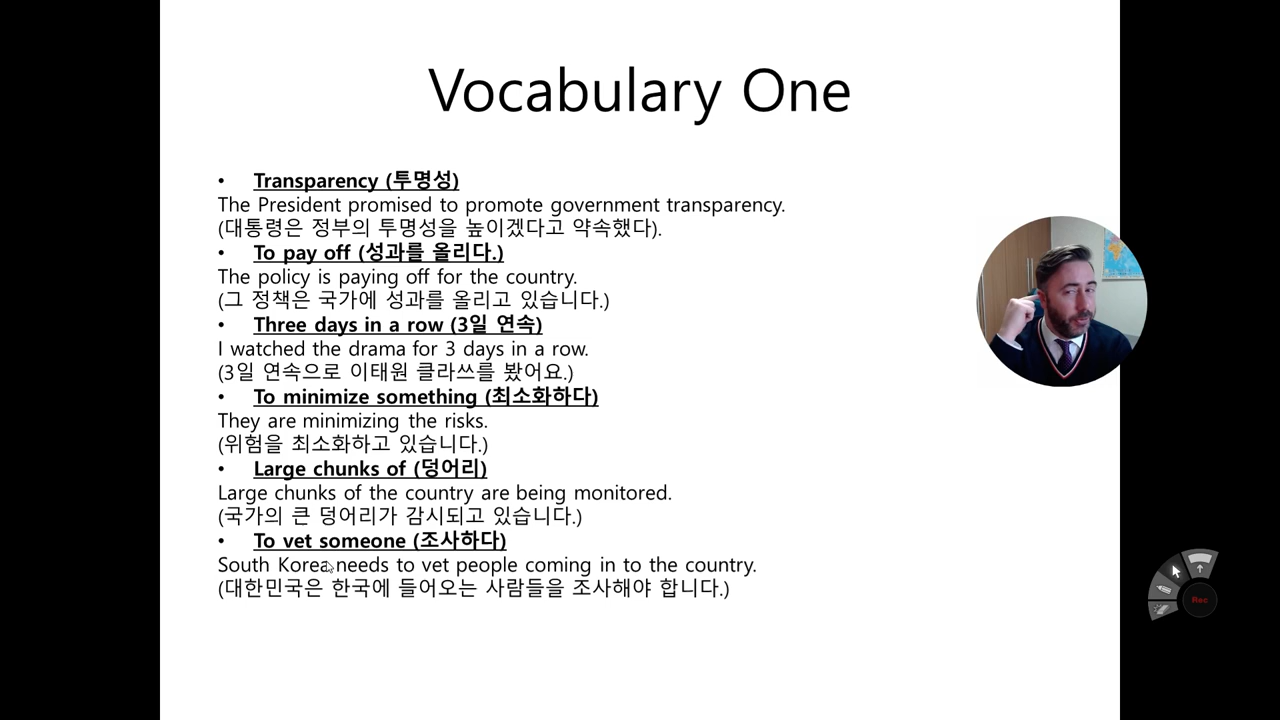 Vocabulary One
• Transparency (투명성)
The President promised to promote government transparency.
(대통령은 정부의 투명성을 높이겠다고 약속했다).
• To pay off (성과를 올리다.)
The policy is paying off for the country.
(그 정책은 국가에 성과를 올리고 있습니다.)
• Three days in a row (3일 연속)
I watched the drama for 3 days in a row.
(3일 연속으로 이태원 클라쓰를 봤어요.)
• To minimize something (최소화하다)
They are minimizing the risks.
(위험을 최소화하고 있습니다.)
• Large chunks of (덩어리)
Large chunks of the country are being monitored.
(국가의 큰 덩어리가 감시되고 있습니다.)
• To vet someone (조사하다)
South Korea needs to vet people coming in to the country.
(대한민국은 한국에 들어오는 사람들을 조사해야 합니다.)
Rec